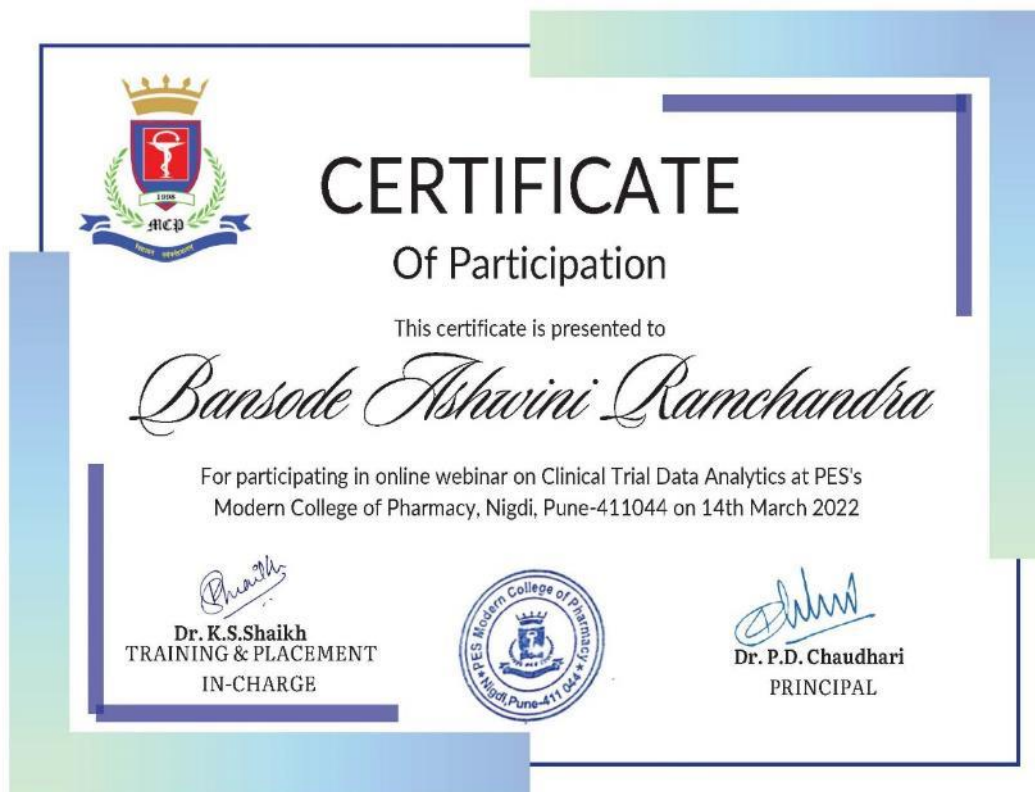 1998
MCP
CERTIFICATE
Of Participation
This certificate is presented to
Bansode Ashwini Ramchandra
For participating in online webinar on Clinical Trial Data Analytics at PES's
Modern College of Pharmacy, Nigdi, Pune-411044 on 14th March 2022
Dr. K.S.Shaikh
TRAINING & PLACEMENT
IN-CHARGE
PES Modern College of Pharmacy
Nigdi, Pune-411 044
Dr. P.D. Chaudhari
PRINCIPAL